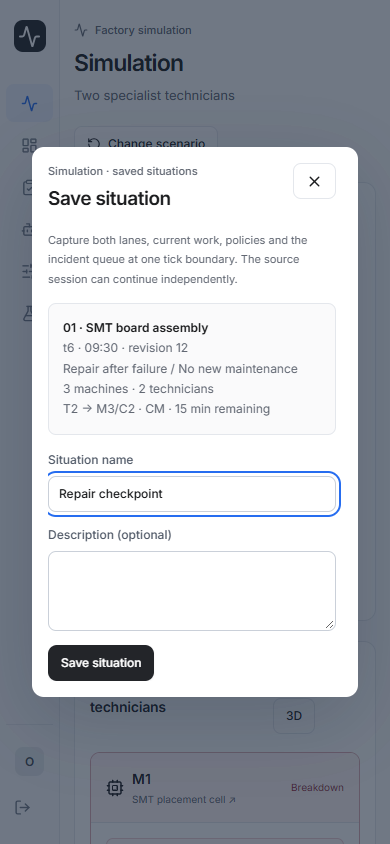 Factory simulation
Simulation
Two specialist technicians
Change scenario
Simulation · saved situations
Save situation
Capture both lanes, current work, policies and the
incident queue at one tick boundary. The source
session can continue independently.
01 · SMT board assembly
t6 · 09:30 · revision 12
Repair after failure / No new maintenance
3 machines · 2 technicians
T2 → M3/C2 · CM · 15 min remaining
Situation name
Repair checkpoint
Description (optional)
Save situation
technicians
3D
O
M1
SMT placement cell ↗
Breakdown